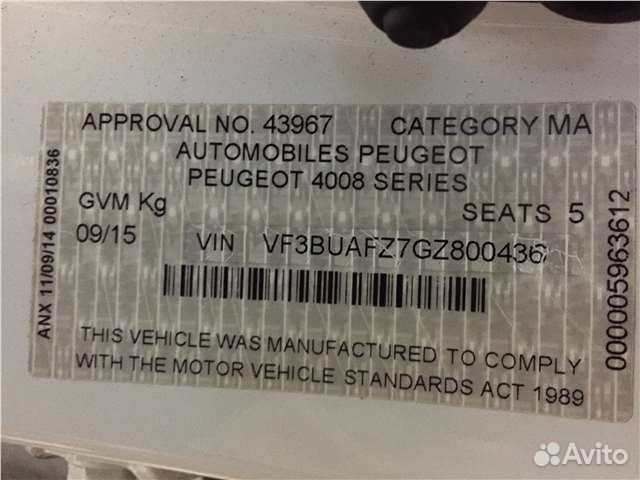 APPROVAL NO. 43967 CATEGORY MA
AUTOMOBILES PEUGEOT
PEUGEOT 4008 SERIES
GVM Kg SEATS 5
09/15 VIN VF3BUAFZ7GZ800436
THIS VEHICLE WAS MANUFACTURED TO COMPLY
WITH THE MOTOR VEHICLE STANDARDS ACT 1989
ANX 11/09/14 00010836
000005963612
Avito